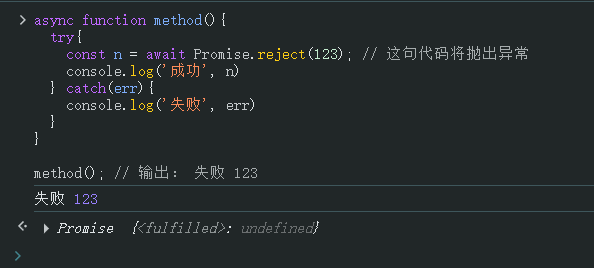 async function method(){
try{
const n = await Promise.reject(123); // 这句代码将抛出异常
console.log('成功', n)
} catch(err){
console.log('失败', err)
}
}
method(); // 输出： 失败 123
失败 123
Promise {<fulfilled>: undefined}